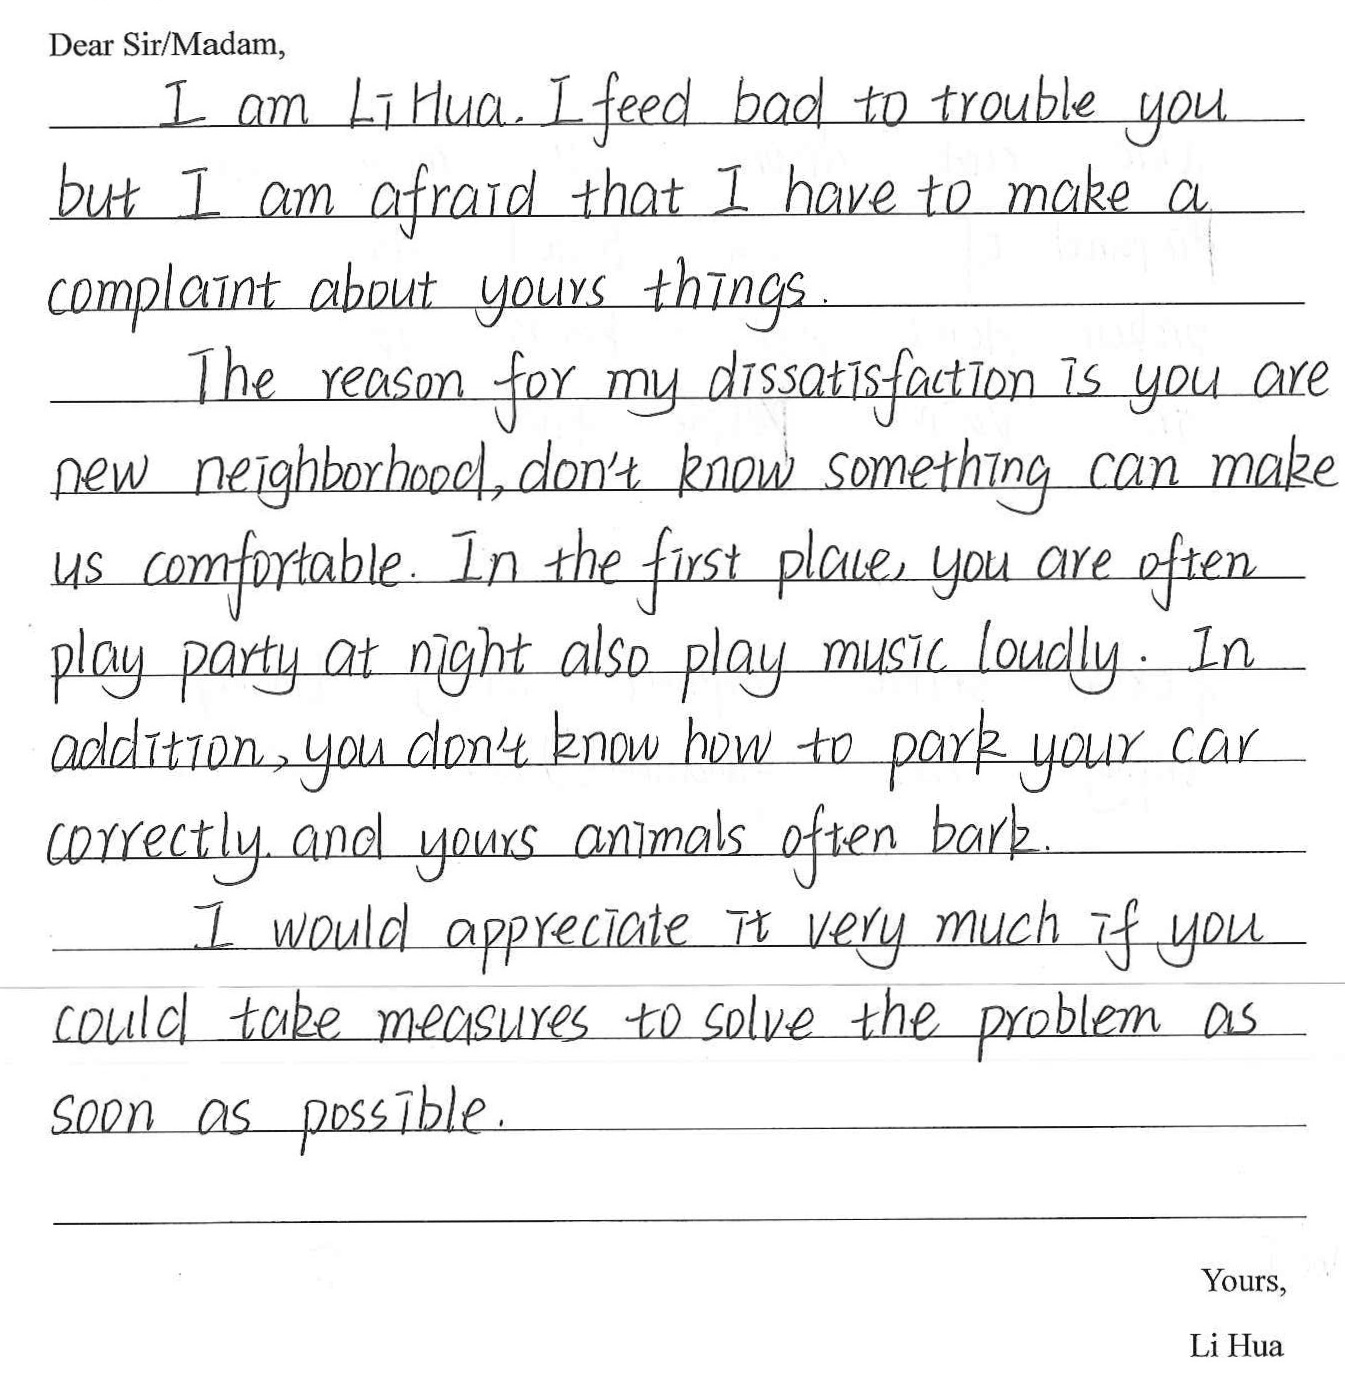 Dear Sir/Madam,
I am Li Hua. I feed bad to trouble you
but I am afraid that I have to make a
complaint about yours things.
The reason for my dissatisfaction is you are
new neighborhood, don't know something can make
us comfortable. In the first place, you are often
play party at night also play music loudly. In
addition, you don't know how to park your car
correctly. and yours animals often bark.
I would appreciate it very much if you
could take measures to solve the problem as
soon as possible.
Yours,
Li Hua